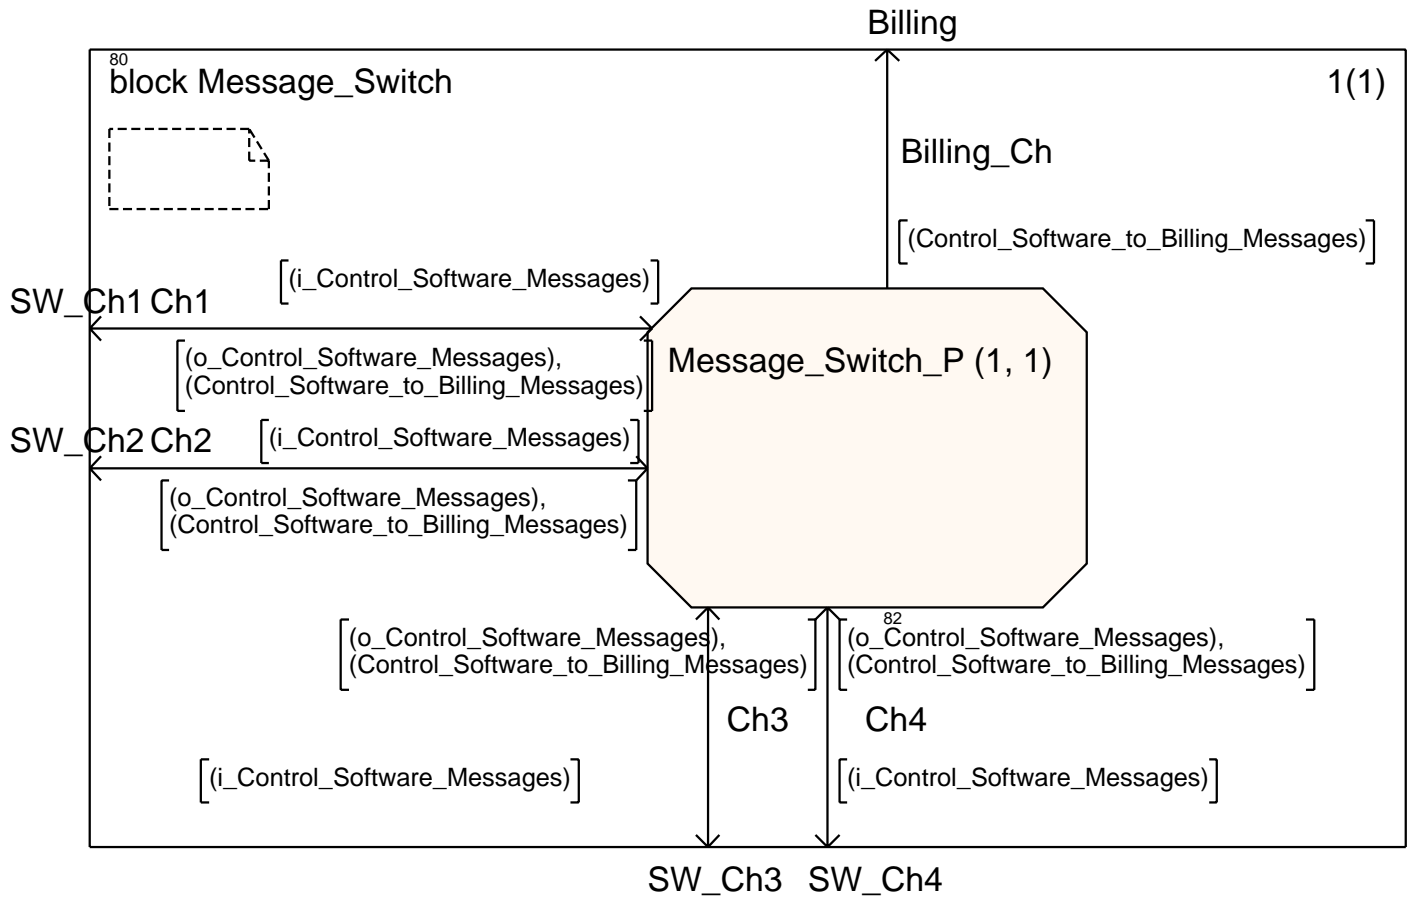 Billing
80
block Message_Switch
1(1)
Billing_Ch
(Control_Software_to_Billing_Messages)
(i_Control_Software_Messages)
SW_Ch1 Ch1
(o_Control_Software_Messages),
(Control_Software_to_Billing_Messages)
Message_Switch_P (1, 1)
SW_Ch2 Ch2
(i_Control_Software_Messages)
(o_Control_Software_Messages),
(Control_Software_to_Billing_Messages)
(o_Control_Software_Messages),
(Control_Software_to_Billing_Messages)
82
(o_Control_Software_Messages),
(Control_Software_to_Billing_Messages)
Ch3
Ch4
(i_Control_Software_Messages)
(i_Control_Software_Messages)
SW_Ch3
SW_Ch4